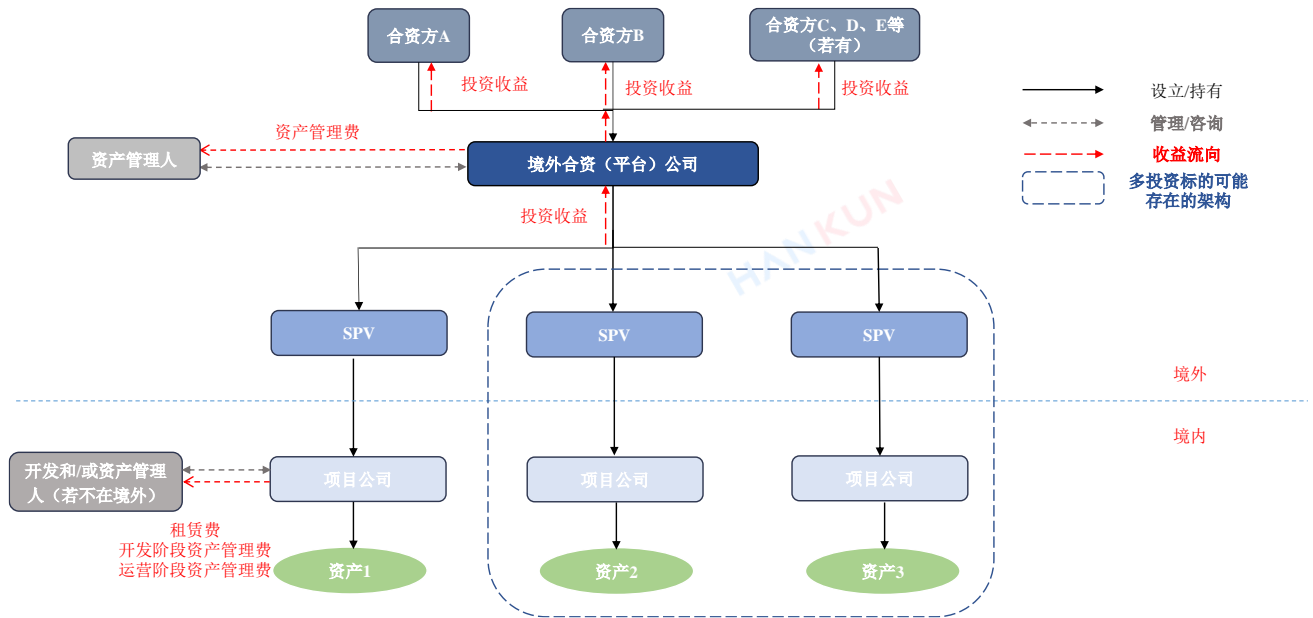 合资方A
合资方B
合资方C、D、E等
（若有）
投资收益
投资收益
投资收益
设立/持有
管理/咨询
收益流向
多投资标的可能
存在的架构
资产管理费
资产管理人
境外合资（平台）公司
投资收益
HANKUN
SPV
SPV
SPV
境外
境内
开发和/或资产管理
人（若不在境外）
项目公司
项目公司
项目公司
租赁费
开发阶段资产管理费
运营阶段资产管理费
资产1
资产2
资产3